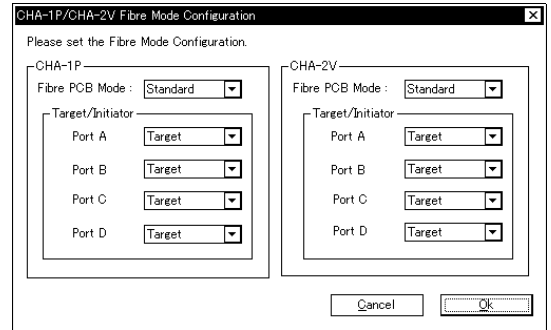 CHA-1P/CHA-2V Fibre Mode Configuration
Please set the Fibre Mode Configuration.
CHA-1P
Fibre PCB Mode : Standard
Target/Initiator
Port A Target
Port B Target
Port C Target
Port D Target
CHA-2V
Fibre PCB Mode : Standard
Target/Initiator
Port A Target
Port B Target
Port C Target
Port D Target
Cancel Ok